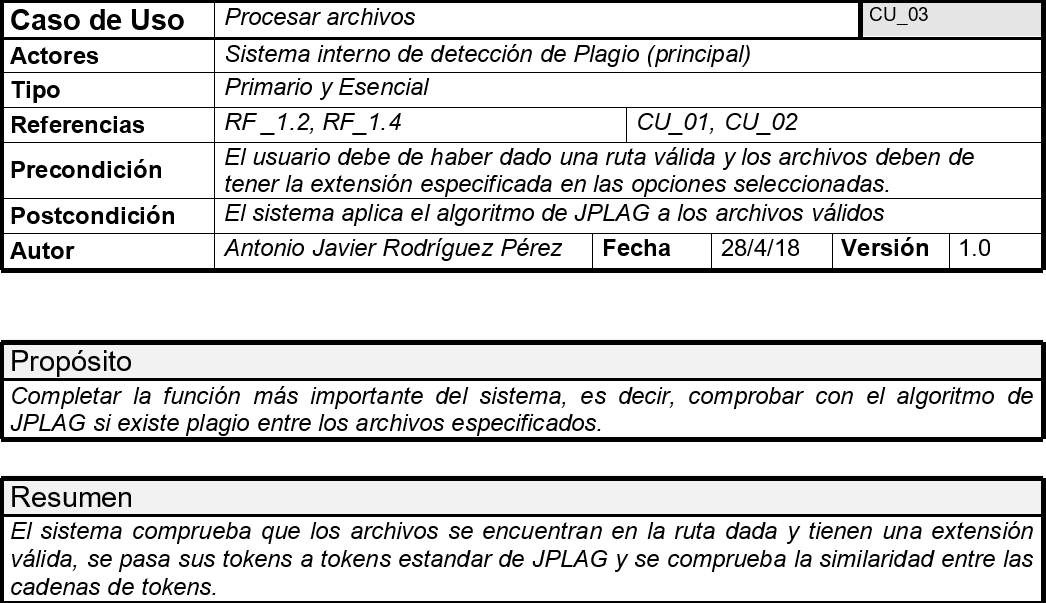 Caso de Uso Procesar archivos CU_03
Actores Sistema interno de detección de Plagio (principal)
Tipo Primario y Esencial
Referencias RF _1.2, RF_1.4 CU_01, CU_02
Precondición El usuario debe de haber dado una ruta válida y los archivos deben de
tener la extensión especificada en las opciones seleccionadas.
Postcondición El sistema aplica el algoritmo de JPLAG a los archivos válidos
Autor Antonio Javier Rodríguez Pérez Fecha 28/4/18 Versión 1.0
Propósito
Completar la función más importante del sistema, es decir, comprobar con el algoritmo de
JPLAG si existe plagio entre los archivos especificados.
Resumen
El sistema comprueba que los archivos se encuentran en la ruta dada y tienen una extensión
válida, se pasa sus tokens a tokens estandar de JPLAG y se comprueba la similaridad entre las
cadenas de tokens.